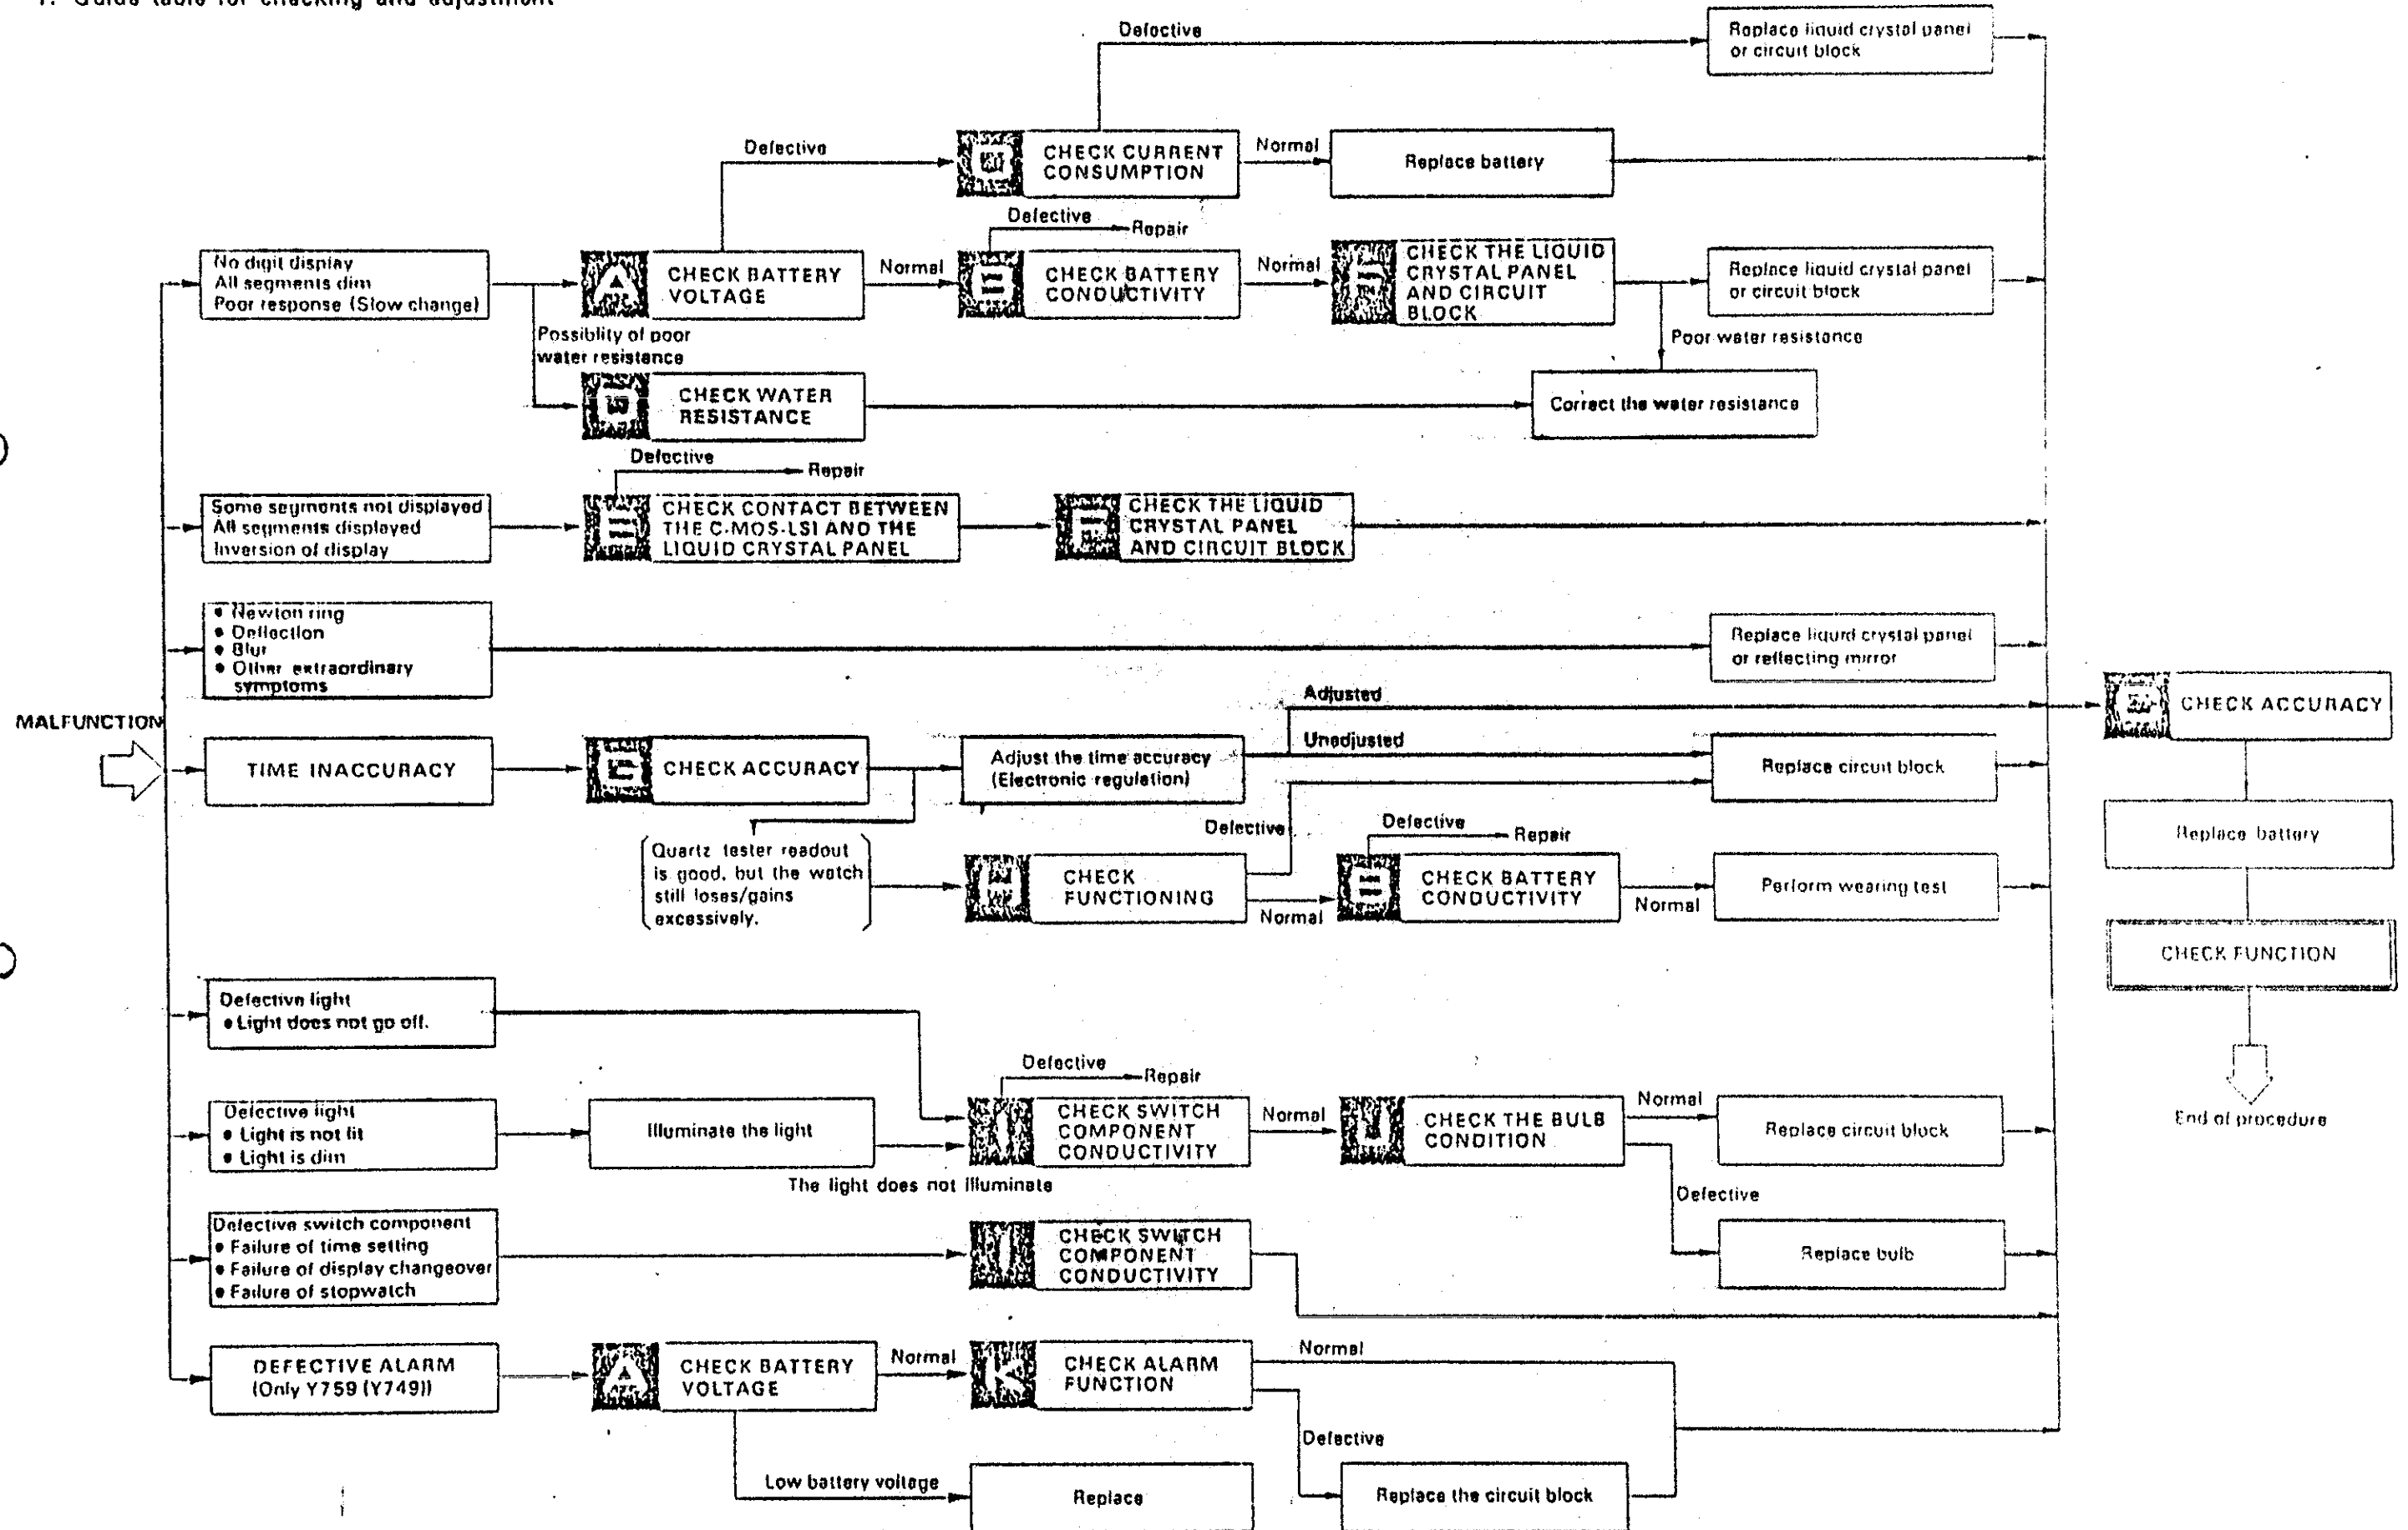 1. Guide table for checking and adjustment
Defective
Replace liquid crystal panel
or circuit block
Defective
CHECK CURRENT
CONSUMPTION
Normal
Replace battery
Defective
Repair
No digit display
All segments dim
Poor response (Slow change)
A
CHECK BATTERY
VOLTAGE
Normal
CHECK BATTERY
CONDUCTIVITY
Normal
CHECK THE LIQUID
CRYSTAL PANEL
AND CIRCUIT
BLOCK
Replace liquid crystal panel
or circuit block
Possiblity of poor
water resistance
Poor water resistance
CHECK WATER
RESISTANCE
Correct the water resistance
Defective
Repair
Some segments not displayed
All segments displayed
Inversion of display
CHECK CONTACT BETWEEN
THE C-MOS-LSI AND THE
LIQUID CRYSTAL PANEL
CHECK THE LIQUID
CRYSTAL PANEL
AND CIRCUIT BLOCK
• Newton ring
• Deflection
• Blur
• Other extraordinary
symptoms
Replace liquid crystal panel
or reflecting mirror
MALFUNCTION
Adjusted
CHECK ACCURACY
TIME INACCURACY
CHECK ACCURACY
Adjust the time accuracy
(Electronic regulation)
Unadjusted
Replace circuit block
Replace battery
Defective
Defective
Repair
Quartz tester readout
is good, but the watch
still loses/gains
excessively.
CHECK
FUNCTIONING
Normal
CHECK BATTERY
CONDUCTIVITY
Normal
Perform wearing test
CHECK FUNCTION
Defective light
• Light does not go off.
Defective
Repair
End of procedure
Defective light
• Light is not lit
• Light is dim
Illuminate the light
The light does not illuminate
CHECK SWITCH
COMPONENT
CONDUCTIVITY
Normal
CHECK THE BULB
CONDITION
Normal
Replace circuit block
Defective
Replace bulb
Defective switch component
• Failure of time setting
• Failure of display changeover
• Failure of stopwatch
CHECK SWITCH
COMPONENT
CONDUCTIVITY
DEFECTIVE ALARM
(Only Y759 (Y749))
A
CHECK BATTERY
VOLTAGE
Normal
K
CHECK ALARM
FUNCTION
Normal
Defective
Low battery voltage
Replace
Replace the circuit block